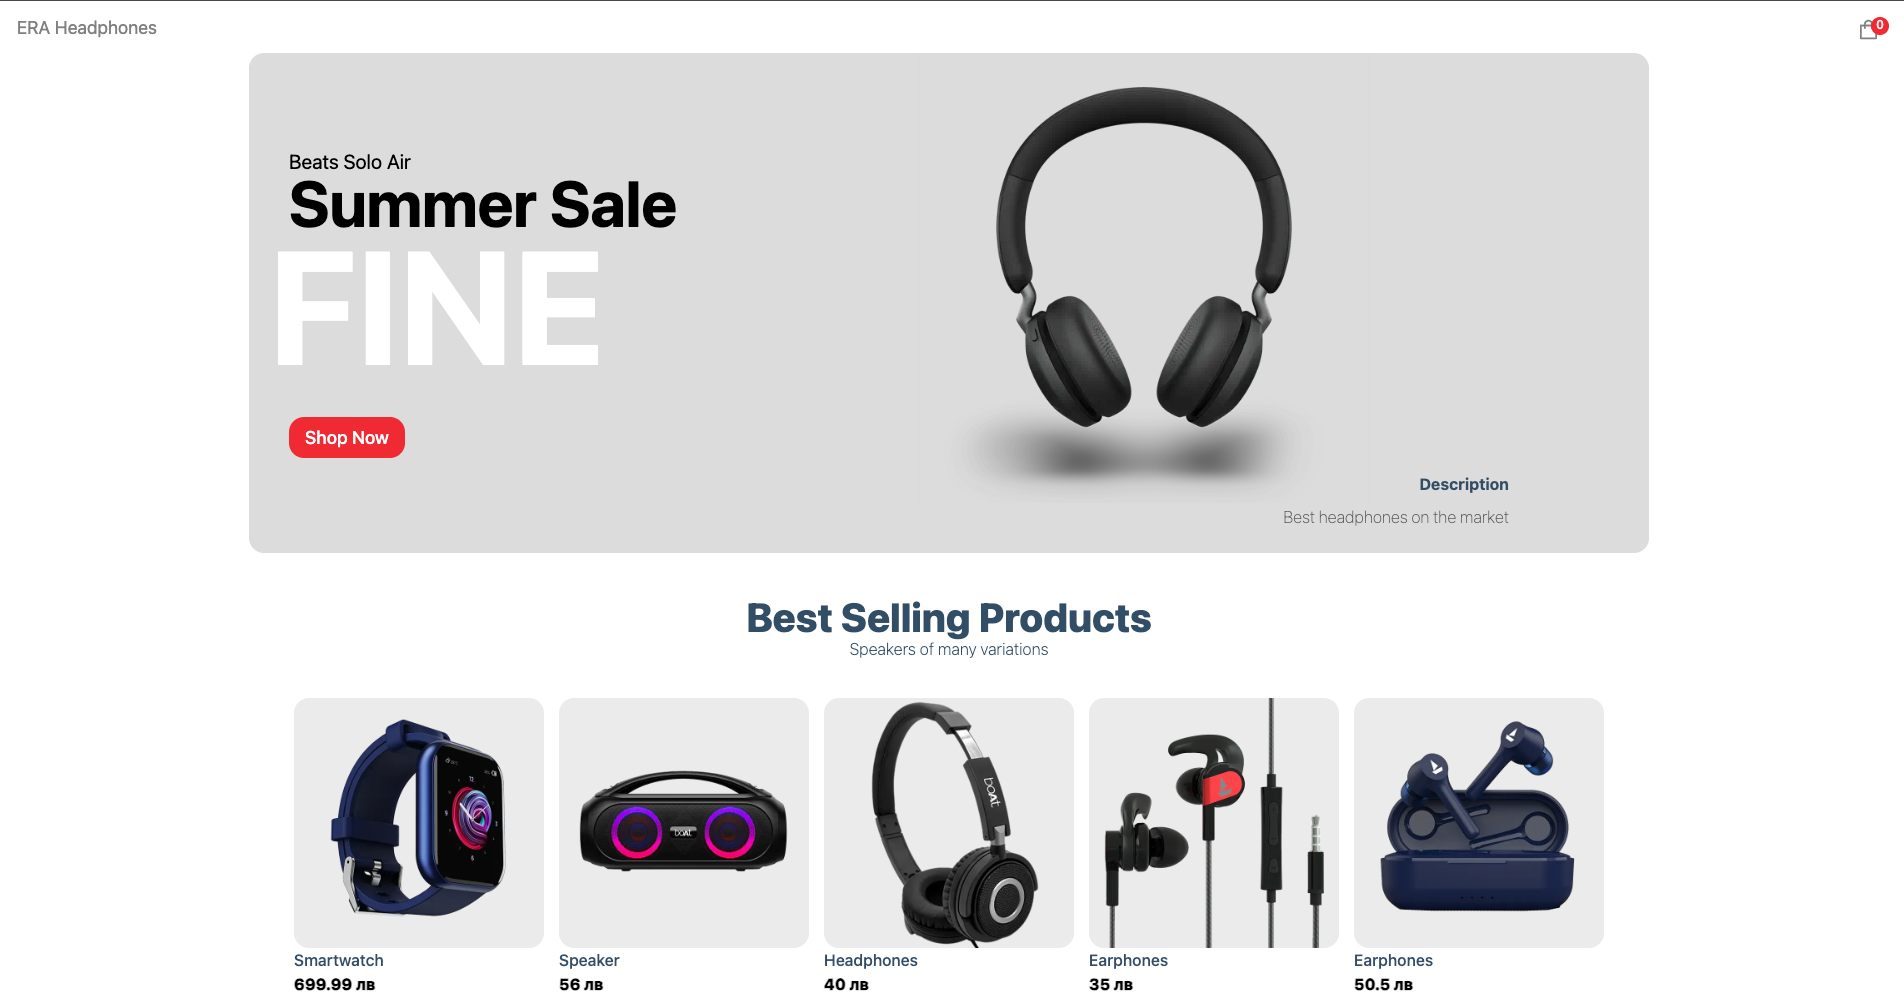 ERA Headphones
0
Beats Solo Air
Summer Sale
FINE
Shop Now
Description
Best headphones on the market
Best Selling Products
Speakers of many variations
boAt
boAt
Smartwatch
699.99 лв
Speaker
56 лв
Headphones
40 лв
Earphones
35 лв
Earphones
50.5 лв